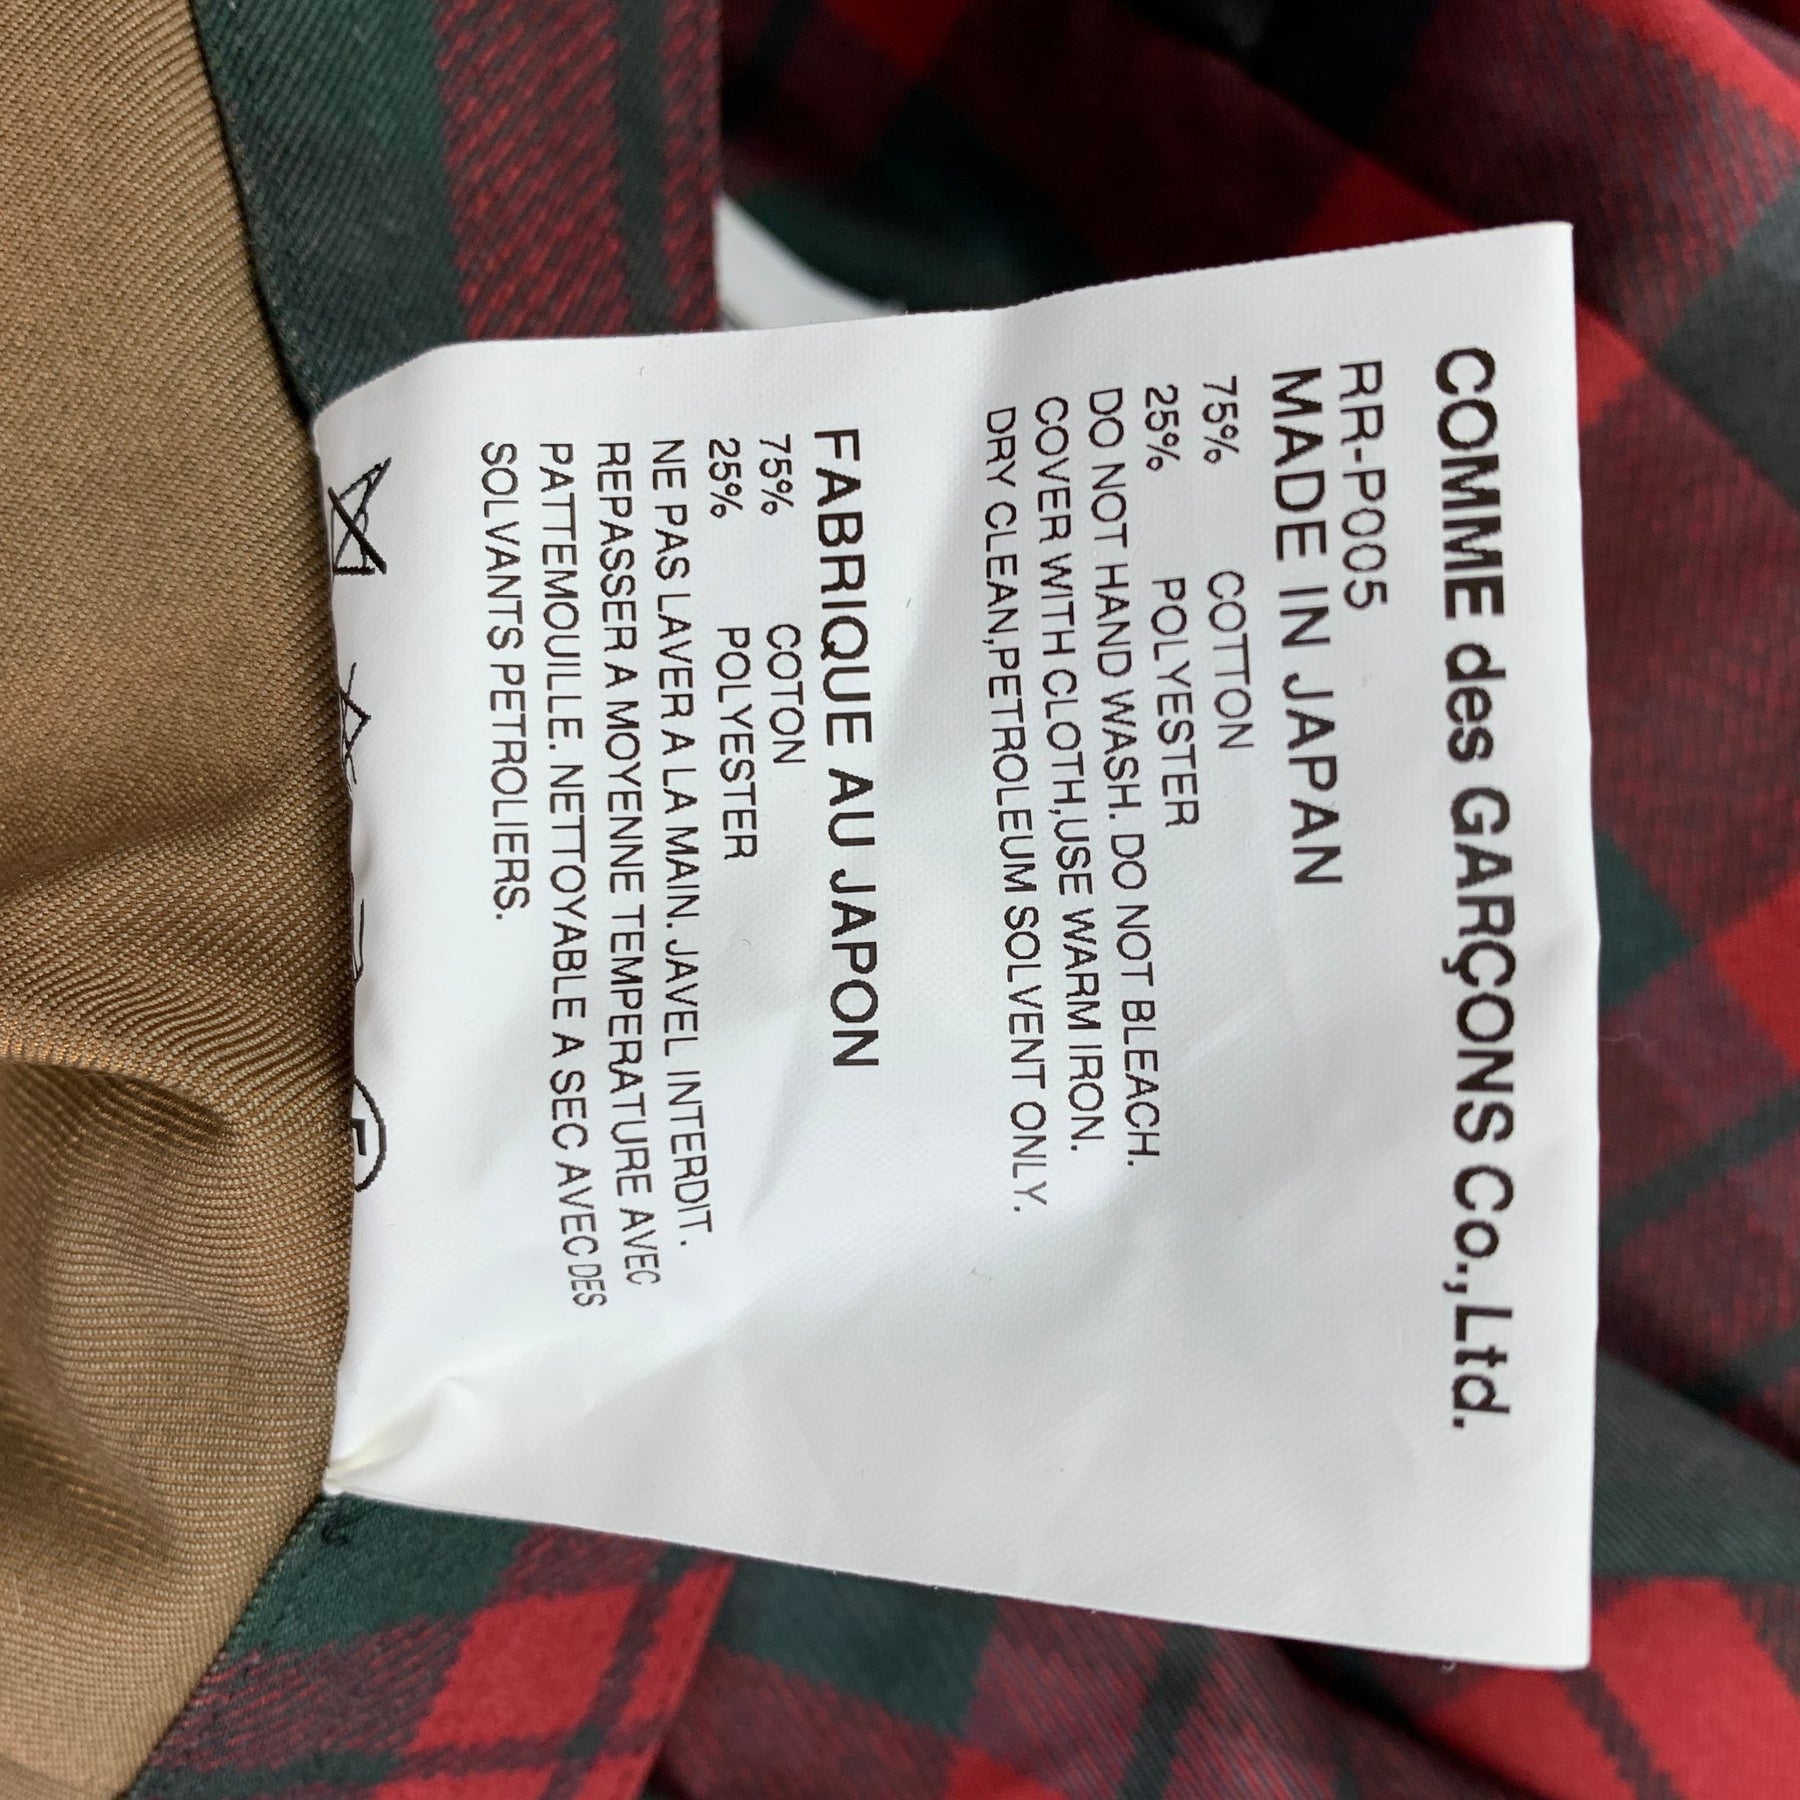 COMME des GARÇONS Co.,Ltd.
RR-P005
MADE IN JAPAN
75% COTTON
25% POLYESTER
DO NOT HAND WASH. DO NOT BLEACH.
COVER WITH CLOTH,USE WARM IRON.
DRY CLEAN,PETROLEUM SOLVENT ONLY.
FABRIQUE AU JAPON
75% COTON
25% POLYESTER
NE PAS LAVER A LA MAIN. JAVEL INTERDIT.
REPASSER A MOYENNE TEMPERATURE AVEC
PATTEMOUILLE. NETTOYABLE A SEC AVEC DES
SOLVANTS PETROLIERS.
F